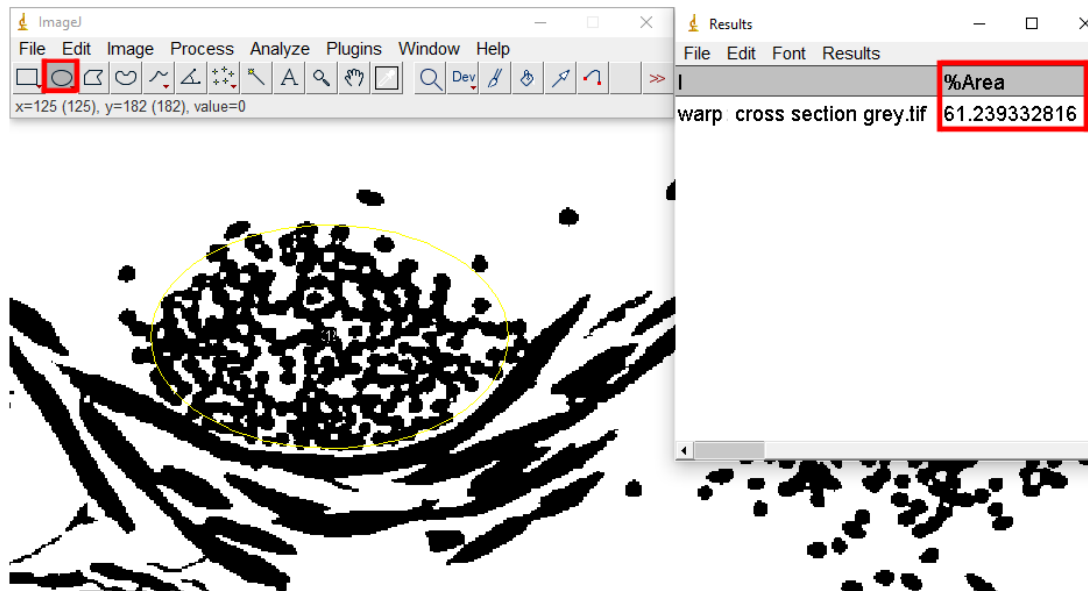 ImageJ
File Edit Image Process Analyze Plugins Window Help
A Dev >>
x=125 (125), y=182 (182), value=0
Results
File Edit Font Results
l %Area
warp cross section grey.tif 61.239332816